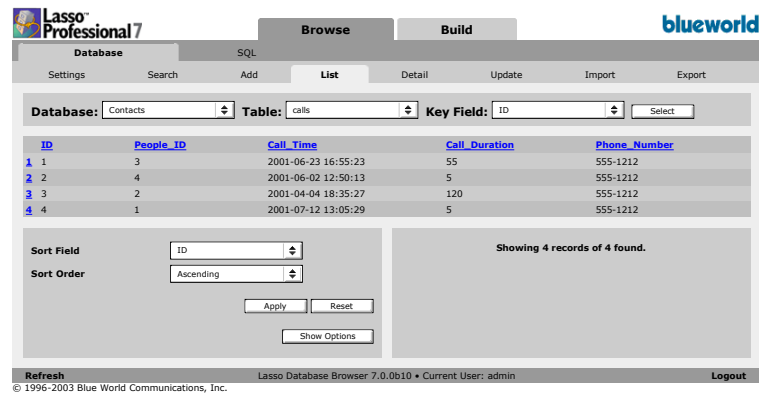 Lasso™
Professional 7
Browse Build
blueworld
Database SQL
Settings Search Add List Detail Update Import Export
Database: Contacts Table: calls Key Field: ID Select
ID People_ID Call_Time Call_Duration Phone_Number
1 1 3 2001-06-23 16:55:23 55 555-1212
2 2 4 2001-06-02 12:50:13 5 555-1212
3 3 2 2001-04-04 18:35:27 120 555-1212
4 4 1 2001-07-12 13:05:29 5 555-1212
Sort Field ID
Sort Order Ascending
Apply Reset
Show Options
Showing 4 records of 4 found.
Refresh Lasso Database Browser 7.0.0b10 • Current User: admin Logout
© 1996-2003 Blue World Communications, Inc.